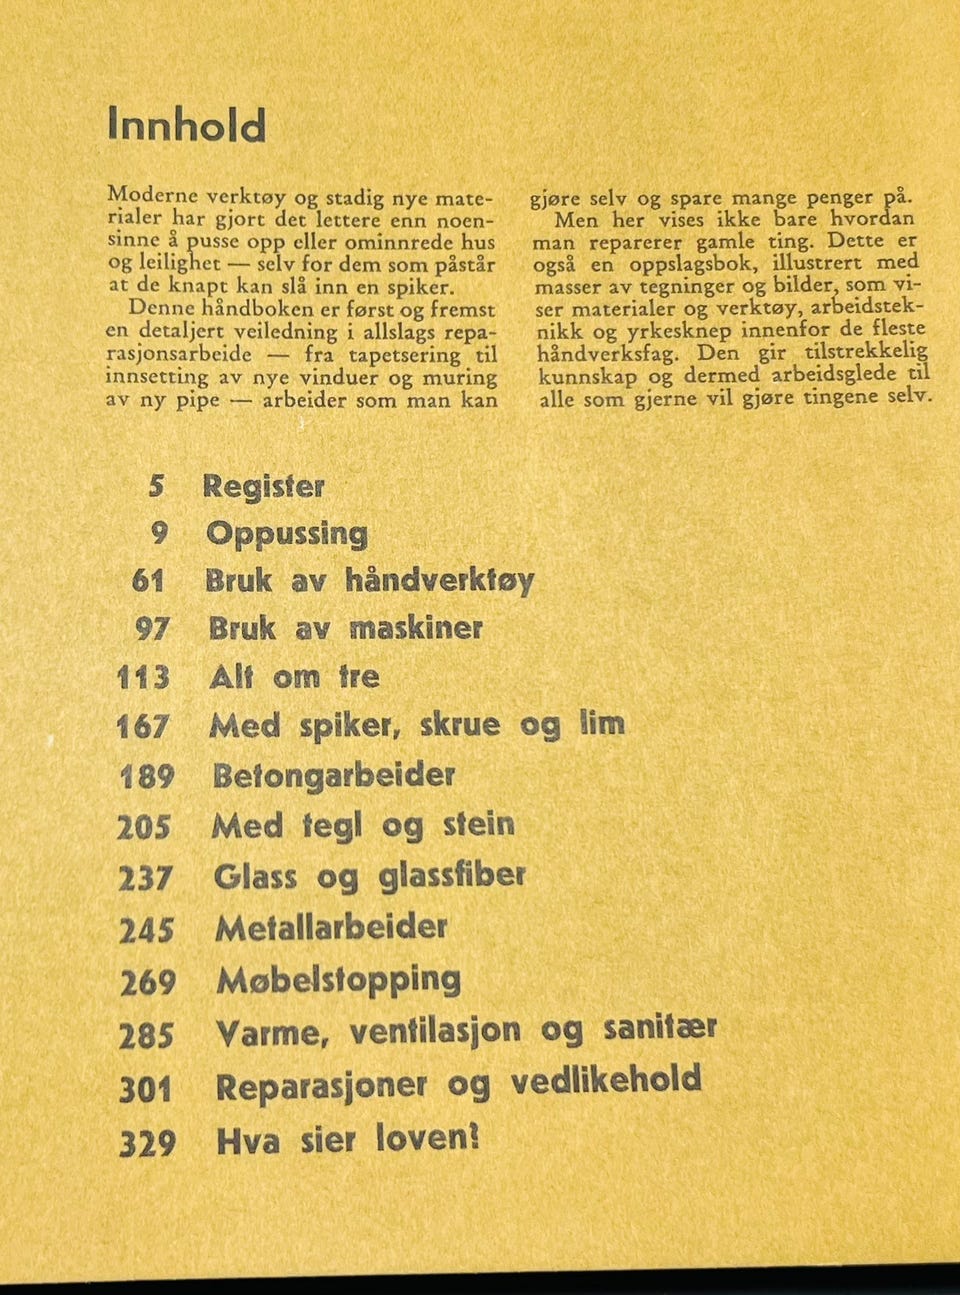 Innhold
Moderne verktøy og stadig nye mate-
rialer har gjort det lettere enn noen-
sinne å pusse opp eller ominnrede hus
og leilighet — selv for dem som påstår
at de knapt kan slå inn en spiker.
Denne håndboken er først og fremst
en detaljert veiledning i allslags repa-
rasjonsarbeide — fra tapetsering til
innsetting av nye vinduer og muring
av ny pipe — arbeider som man kan
gjøre selv og spare mange penger på.
Men her vises ikke bare hvordan
man reparerer gamle ting. Dette er
også en oppslagsbok, illustrert med
masser av tegninger og bilder, som vi-
ser materialer og verktøy, arbeidstek-
nikk og yrkesknep innenfor de fleste
håndverksfag. Den gir tilstrekkelig
kunnskap og dermed arbeidsglede til
alle som gjerne vil gjøre tingene selv.
5 Register
9 Oppussing
61 Bruk av håndverktøy
97 Bruk av maskiner
113 Alt om tre
167 Med spiker, skrue og lim
189 Betongarbeider
205 Med tegl og stein
237 Glass og glassfiber
245 Metallarbeider
269 Møbelstopping
285 Varme, ventilasjon og sanitær
301 Reparasjoner og vedlikehold
329 Hva sier loven?